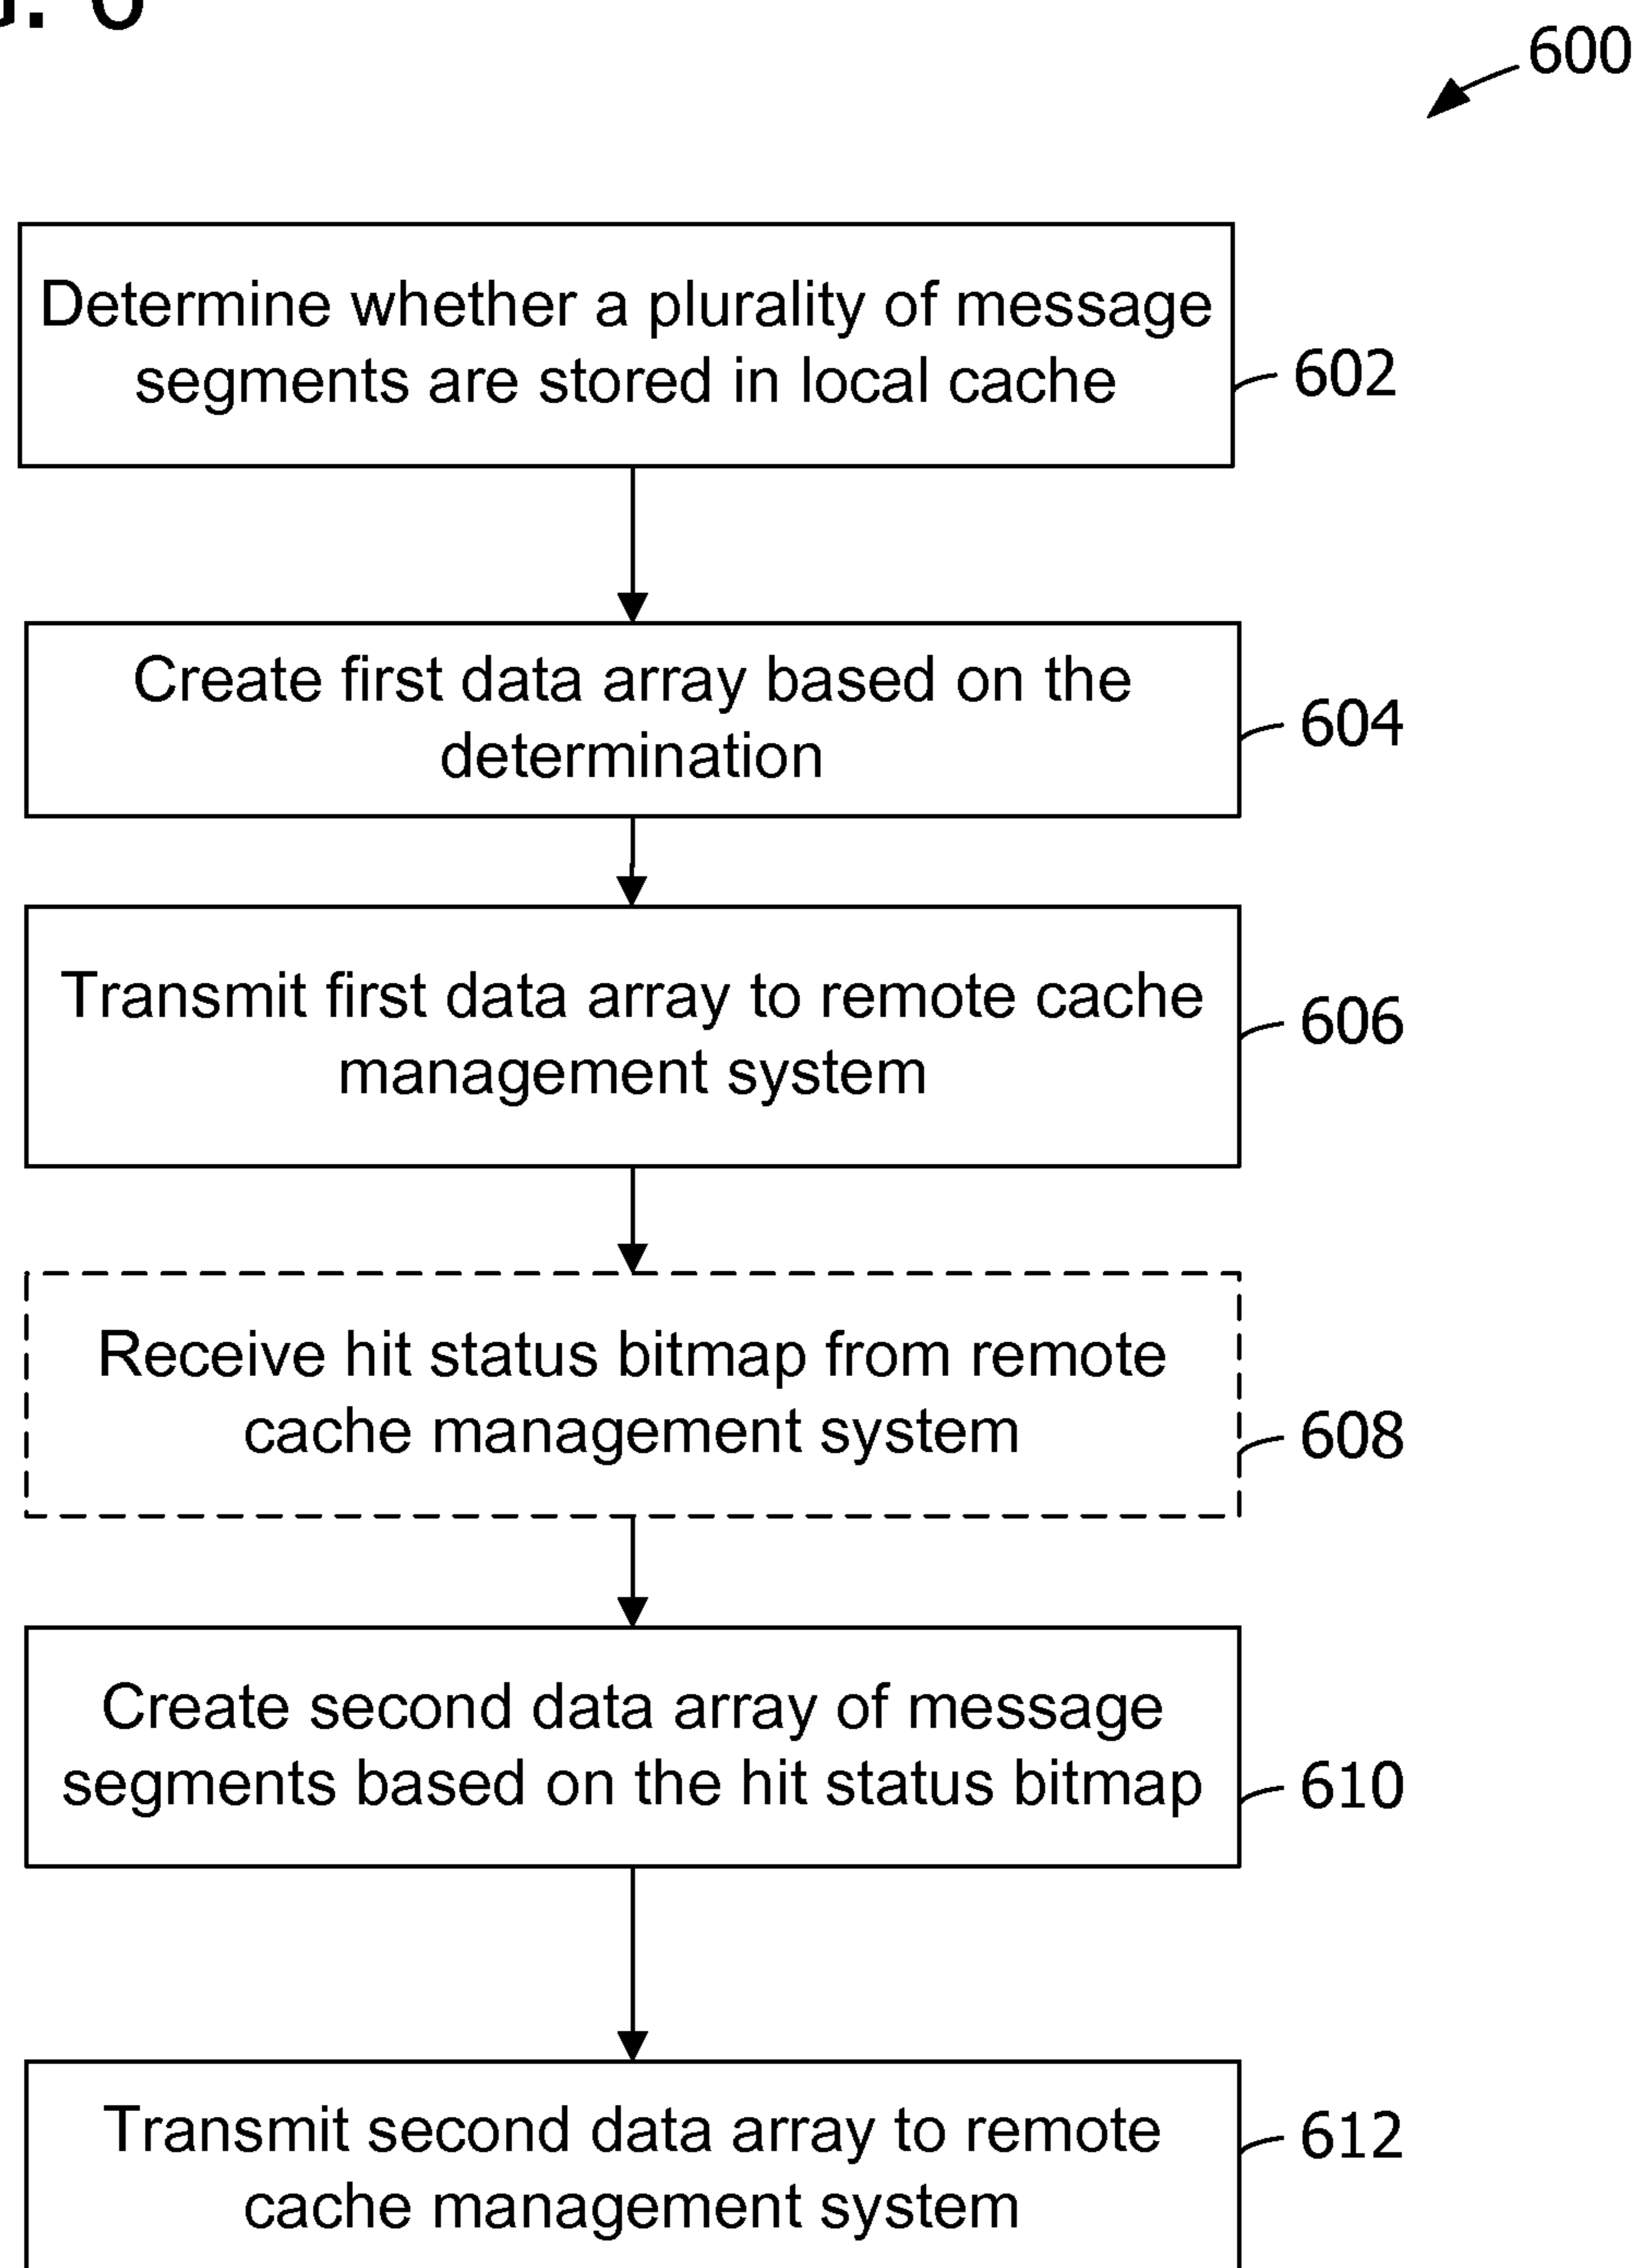 600
Determine whether a plurality of message
segments are stored in local cache
602
Create first data array based on the
determination
604
Transmit first data array to remote cache
management system
606
Receive hit status bitmap from remote
cache management system
608
Create second data array of message
segments based on the hit status bitmap
610
Transmit second data array to remote
cache management system
612